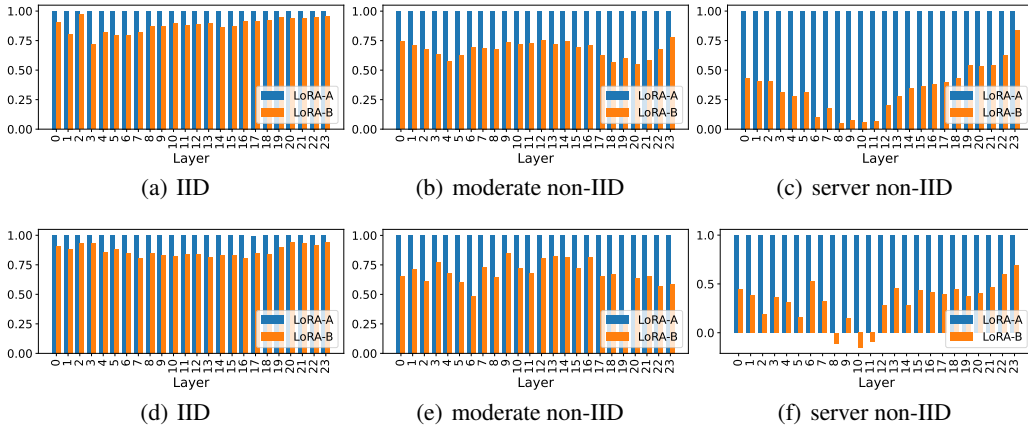 1.00
0.75
0.50
0.25
0.00
LoRA-A
LoRA-B
0 1 2 3 4 5 6 7 8 9 10 11 12 13 14 15 16 17 18 19 20 21 22 23
Layer
(a) IID
1.00
0.75
0.50
0.25
0.00
LoRA-A
LoRA-B
0 1 2 3 4 5 6 7 8 9 10 11 12 13 14 15 16 17 18 19 20 21 22 23
Layer
(b) moderate non-IID
1.00
0.75
0.50
0.25
0.00
LoRA-A
LoRA-B
0 1 2 3 4 5 6 7 8 9 10 11 12 13 14 15 16 17 18 19 20 21 22 23
Layer
(c) server non-IID
1.00
0.75
0.50
0.25
0.00
LoRA-A
LoRA-B
0 1 2 3 4 5 6 7 8 9 10 11 12 13 14 15 16 17 18 19 20 21 22 23
Layer
(d) IID
1.00
0.75
0.50
0.25
0.00
LoRA-A
LoRA-B
0 1 2 3 4 5 6 7 8 9 10 11 12 13 14 15 16 17 18 19 20 21 22 23
Layer
(e) moderate non-IID
1.0
0.5
0.0
LoRA-A
LoRA-B
0 1 2 3 4 5 6 7 8 9 10 11 12 13 14 15 16 17 18 19 20 21 22 23
Layer
(f) server non-IID